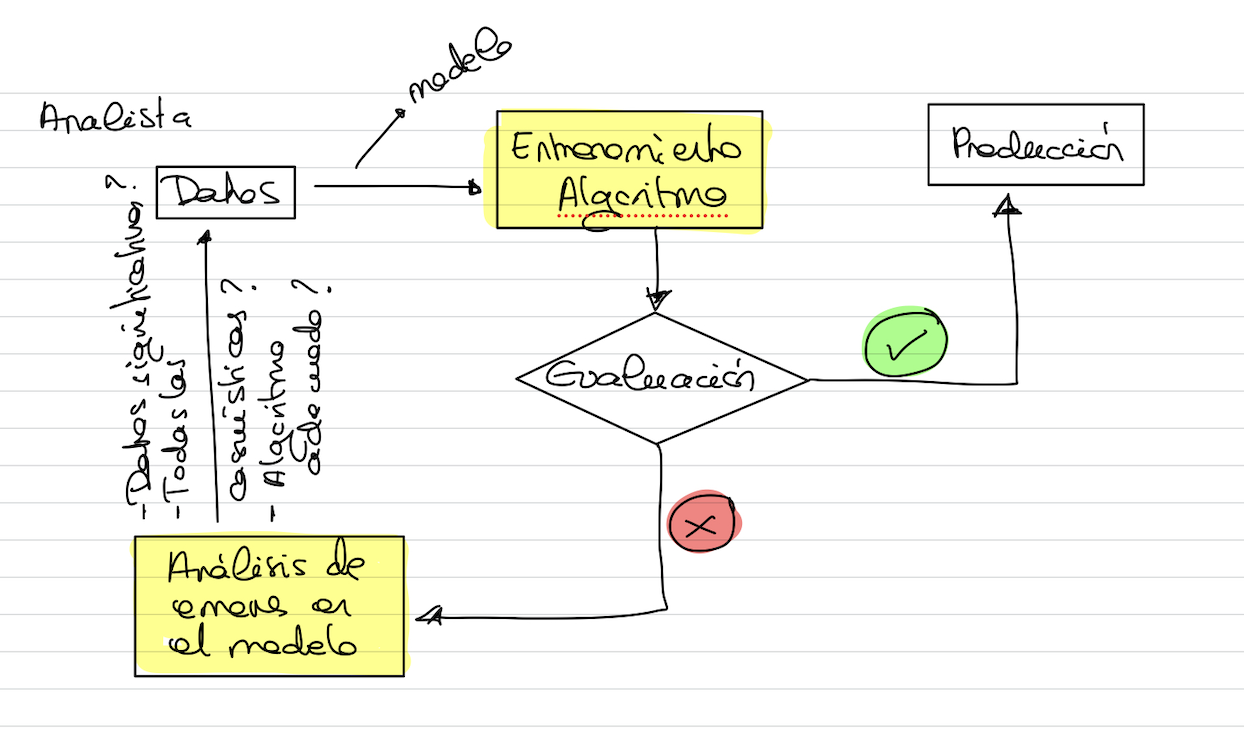 modelo
Analista
Datos
Entrenamiento
Algoritmo
Producción
Evaluación
- Datos significativos?
- Todas las
casuísticas?
- Algoritmo
adecuado?
Análisis de
errores en
el modelo